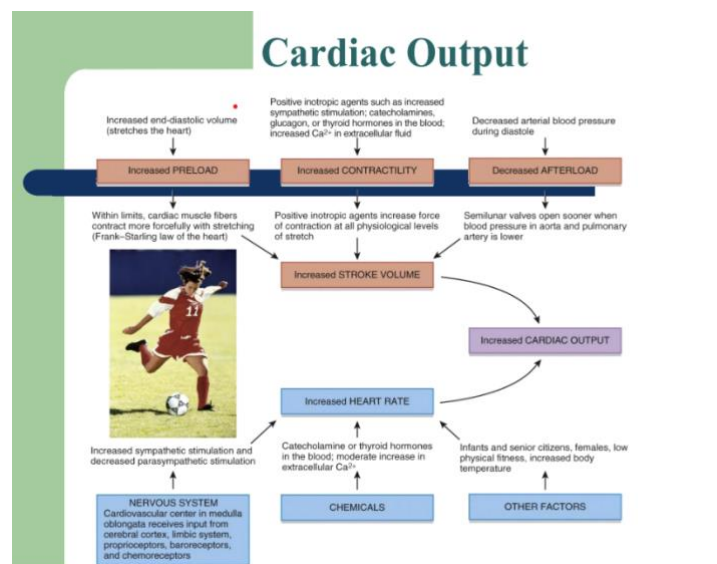 Cardiac Output
Increased end-diastolic volume
(stretches the heart)
Positive inotropic agents such as increased
sympathetic stimulation; catecholamines,
glucagon, or thyroid hormones in the blood;
increased Ca2+ in extracellular fluid
Decreased arterial blood pressure
during diastole
Increased PRELOAD
Increased CONTRACTILITY
Decreased AFTERLOAD
Within limits, cardiac muscle fibers
contract more forcefully with stretching
(Frank–Starling law of the heart)
Positive inotropic agents increase force
of contraction at all physiological levels
of stretch
Semilunar valves open sooner when
blood pressure in aorta and pulmonary
artery is lower
Increased STROKE VOLUME
11
Increased CARDIAC OUTPUT
Increased HEART RATE
Increased sympathetic stimulation and
decreased parasympathetic stimulation
Catecholamine or thyroid hormones
in the blood; moderate increase in
extracellular Ca2+
Infants and senior citizens, females, low
physical fitness, increased body
temperature
NERVOUS SYSTEM
Cardiovascular center in medulla
oblongata receives input from
cerebral cortex, limbic system,
proprioceptors, baroreceptors,
and chemoreceptors
CHEMICALS
OTHER FACTORS